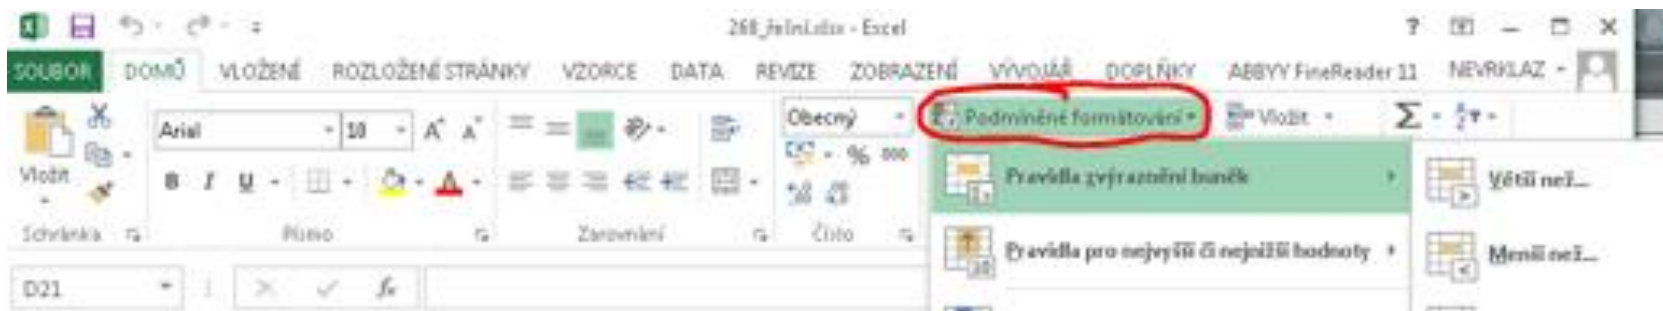 - Excel
SOUBOR DOMŮ VLOŽENÍ ROZLOŽENÍ STRÁNKY VZORCE DATA REVIZE ZOBRAZENÍ VÝVOJÁŘ DOPLŇKY ABBYY FineReader 11 NEVRKLAZ
Arial 10 Obecný Podmíněné formátování Vložit Σ
Vložit B I U A % 000
Schránka Písmo Zarovnání Číslo
D21 fx
Pravidla zvýraznění buněk
Pravidla pro nejvyšší či nejnižší hodnoty
Větší než...
Menší než...